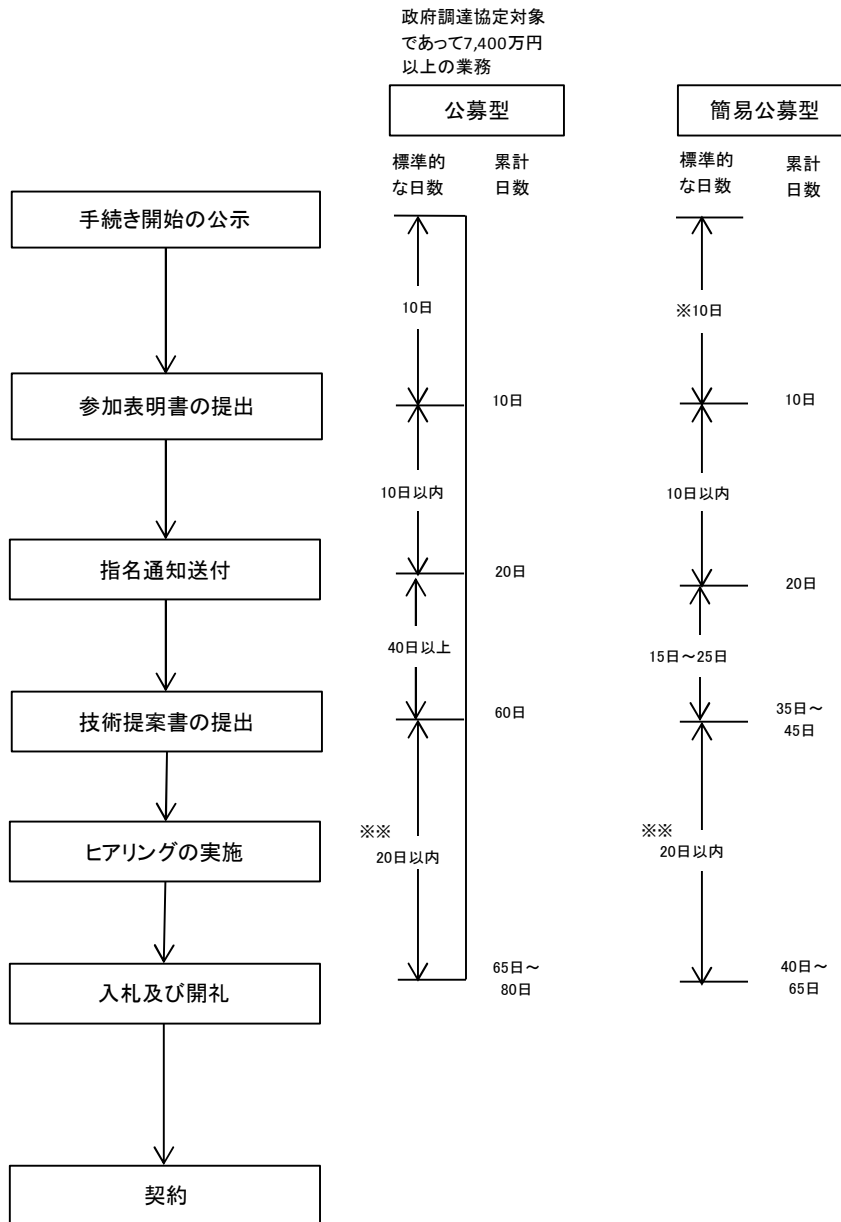 政府調達協定対象
であって7,400万円
以上の業務
公募型
簡易公募型
標準的
な日数
累計
日数
標準的
な日数
累計
日数
手続き開始の公示
10日
※10日
参加表明書の提出
10日
10日
10日以内
10日以内
指名通知送付
20日
20日
40日以上
15日～25日
技術提案書の提出
60日
35日～
45日
ヒアリングの実施
※※
20日以内
※※
20日以内
入札及び開札
65日～
80日
40日～
65日
契約